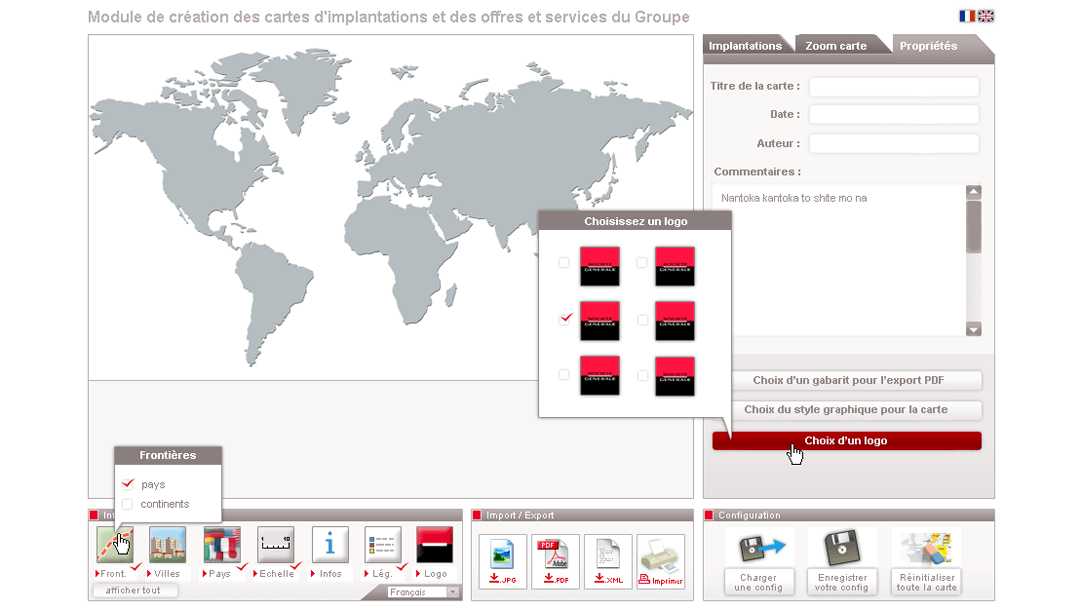 Module de création des cartes d'implantations et des offres et services du Groupe
Implantations
Zoom carte
Propriétés
Titre de la carte :
Date :
Auteur :
Commentaires :
Nantoka kantoka to shite mo na
Choisissez un logo
SOCIETE
GENERALE
SOCIETE
GENERALE
SOCIETE
GENERALE
SOCIETE
GENERALE
SOCIETE
GENERALE
SOCIETE
GENERALE
Choix d'un gabarit pour l'export PDF
Choix du style graphique pour la carte
Choix d'un logo
Frontières
pays
continents
Front.
Villes
Pays
Echelle
Infos
Lég.
Logo
afficher tout
Français
Import / Export
.JPG
PDF
Adobe
.PDF
.XML
Imprimer
Configuration
Charger
une config
Enregistrer
votre config
Réinitialiser
toute la carte